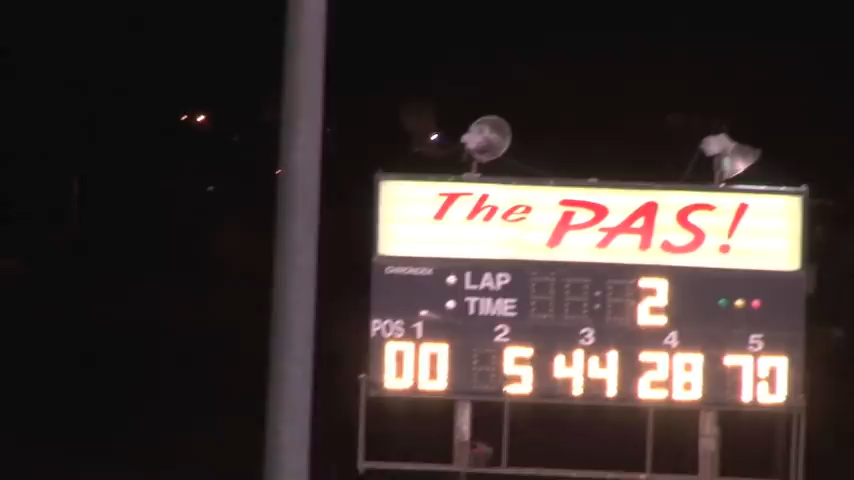 The PAS!
LAP
TIME 2
POS 1 2 3 4 5
00 5 44 28 70